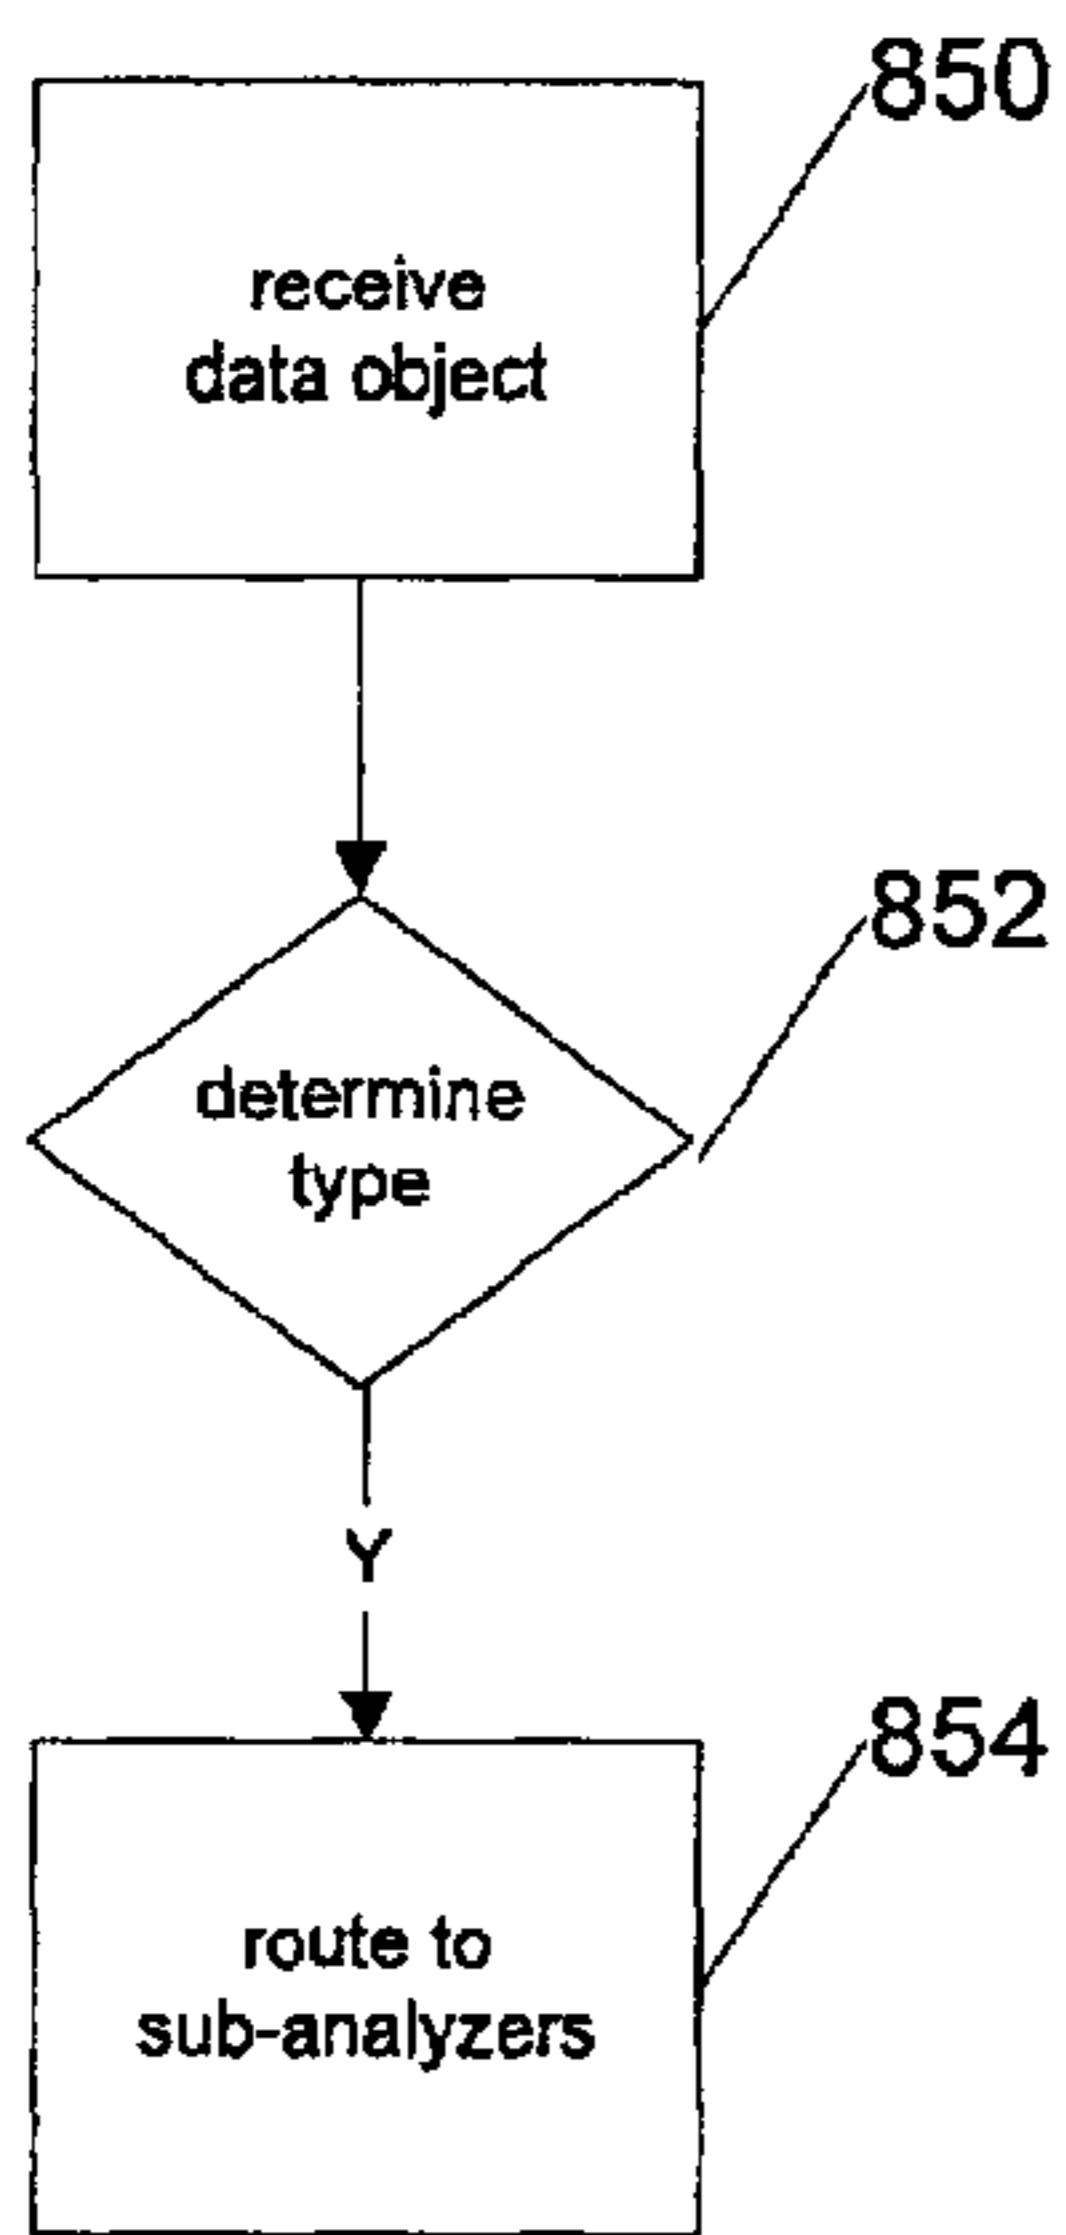 850
receive
data object
852
determine
type
Y
854
route to
sub-analyzers